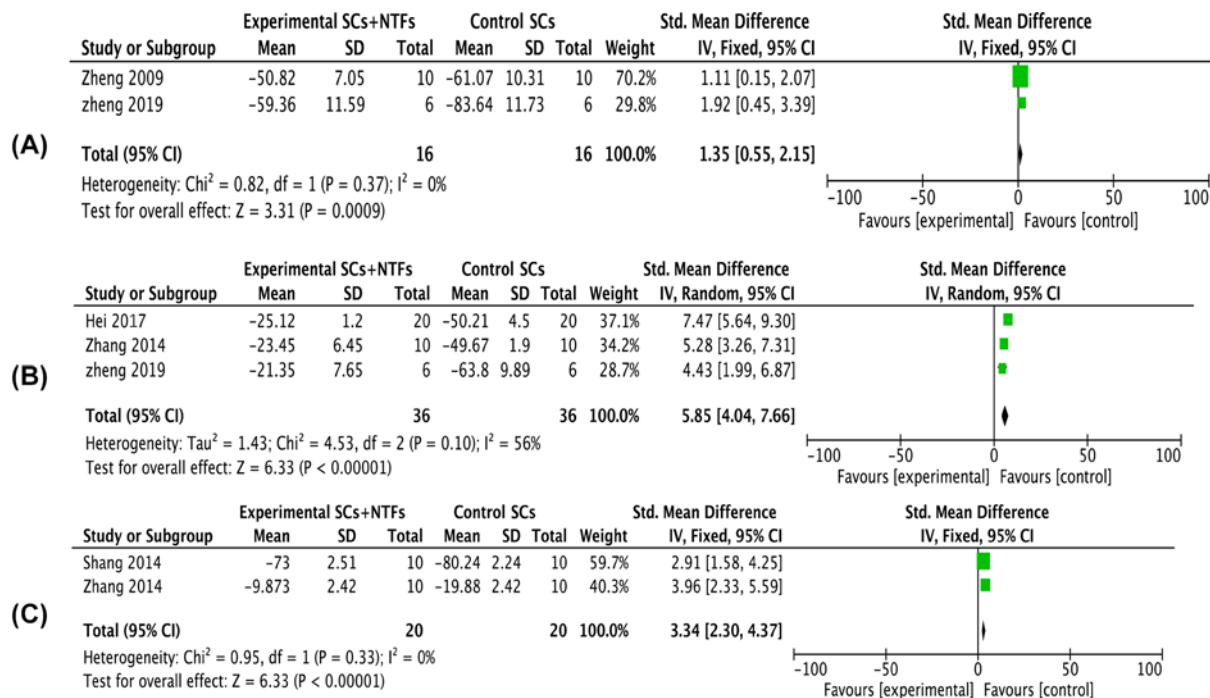 Experimental SCs+NTFs Control SCs Std. Mean Difference Std. Mean Difference
Study or Subgroup Mean SD Total Mean SD Total Weight IV, Fixed, 95% CI IV, Fixed, 95% CI
Zheng 2009 −50.82 7.05 10 −61.07 10.31 10 70.2% 1.11 [0.15, 2.07]
zheng 2019 −59.36 11.59 6 −83.64 11.73 6 29.8% 1.92 [0.45, 3.39]
(A)
Total (95% CI) 16 16 100.0% 1.35 [0.55, 2.15]
Heterogeneity: Chi² = 0.82, df = 1 (P = 0.37); I² = 0%
Test for overall effect: Z = 3.31 (P = 0.0009)
−100 −50 0 50 100
Favours [experimental] Favours [control]
Experimental SCs+NTFs Control SCs Std. Mean Difference Std. Mean Difference
Study or Subgroup Mean SD Total Mean SD Total Weight IV, Random, 95% CI IV, Random, 95% CI
Hei 2017 −25.12 1.2 20 −50.21 4.5 20 37.1% 7.47 [5.64, 9.30]
Zhang 2014 −23.45 6.45 10 −49.67 1.9 10 34.2% 5.28 [3.26, 7.31]
zheng 2019 −21.35 7.65 6 −63.8 9.89 6 28.7% 4.43 [1.99, 6.87]
(B)
Total (95% CI) 36 36 100.0% 5.85 [4.04, 7.66]
Heterogeneity: Tau² = 1.43; Chi² = 4.53, df = 2 (P = 0.10); I² = 56%
Test for overall effect: Z = 6.33 (P < 0.00001)
−100 −50 0 50 100
Favours [experimental] Favours [control]
Experimental SCs+NTFs Control SCs Std. Mean Difference Std. Mean Difference
Study or Subgroup Mean SD Total Mean SD Total Weight IV, Fixed, 95% CI IV, Fixed, 95% CI
Shang 2014 −73 2.51 10 −80.24 2.24 10 59.7% 2.91 [1.58, 4.25]
Zhang 2014 −9.873 2.42 10 −19.88 2.42 10 40.3% 3.96 [2.33, 5.59]
(C)
Total (95% CI) 20 20 100.0% 3.34 [2.30, 4.37]
Heterogeneity: Chi² = 0.95, df = 1 (P = 0.33); I² = 0%
Test for overall effect: Z = 6.33 (P < 0.00001)
−100 −50 0 50 100
Favours [experimental] Favours [control]